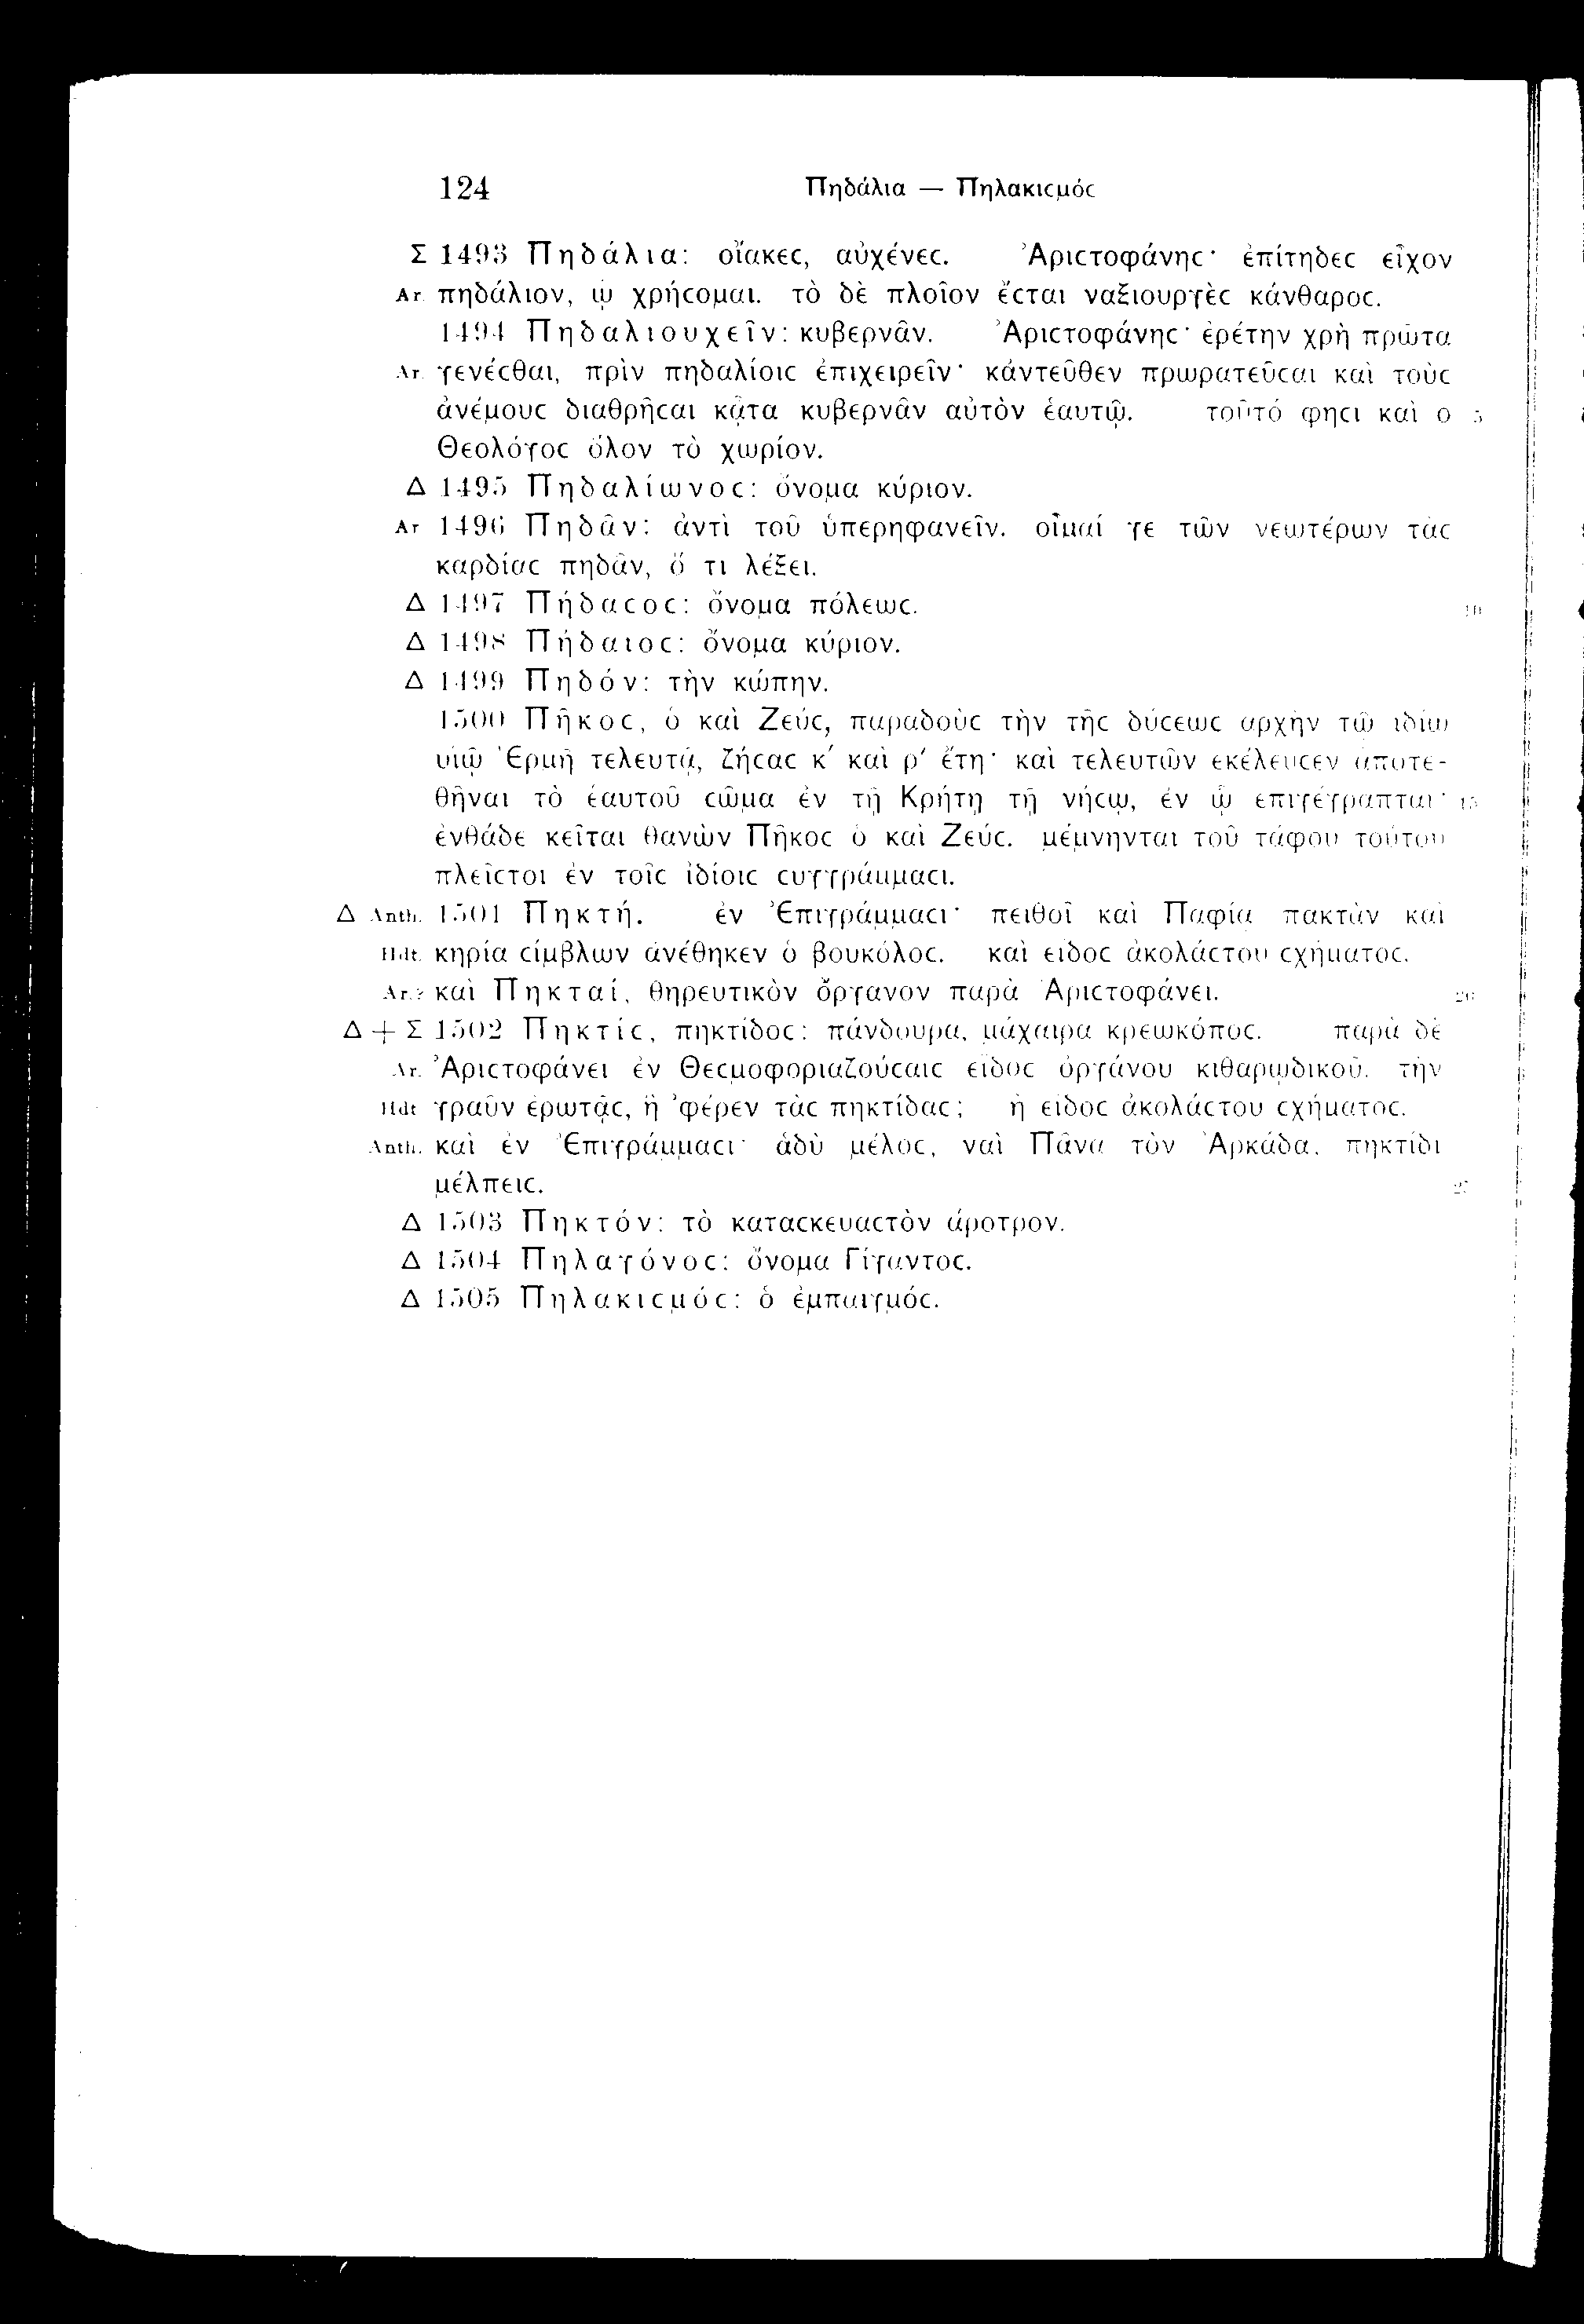 124 Πηδάλια — Πηλακιϲμόϲ
Σ 1493 Πηδάλια: οἴακεϲ, αὐχένεϲ. Ἀριϲτοφάνηϲ· ἐπίτηδεϲ εἶχον
Ar. πηδάλιον, ᾧ χρήϲομαι. τὸ δὲ πλοῖον ἔϲται ναξιουργὲϲ κάνθαροϲ.
1494 Πηδαλιουχεῖν: κυβερνᾶν. Ἀριϲτοφάνηϲ· ἐρέτην χρὴ πρῶτα
Ar. γενέϲθαι, πρὶν πηδαλίοιϲ ἐπιχειρεῖν· κἀντεῦθεν πρωρατεῦϲαι καὶ τοὺϲ
ἀνέμουϲ διαθρῆϲαι κᾆτα κυβερνᾶν αὐτὸν ἑαυτῷ. τοῦτό φηϲι καὶ ὁ 5
Θεολόγοϲ ὅλον τὸ χωρίον.
Δ 1495 Πηδαλίωνοϲ: ὄνομα κύριον.
Ar 1496 Πηδᾶν: ἀντὶ τοῦ ὑπερηφανεῖν. οἶμαί γε τῶν νεωτέρων τὰϲ
καρδίαϲ πηδᾶν, ὅ τι λέξει.
Δ 1497 Πήδαϲοϲ: ὄνομα πόλεωϲ. 10
Δ 1498 Πήδαιοϲ: ὄνομα κύριον.
Δ 1499 Πηδόν: τὴν κώπην.
1500 Πῆκοϲ, ὁ καὶ Ζεύϲ, παραδοὺϲ τὴν τῆϲ δύϲεωϲ ἀρχὴν τῷ ἰδίῳ
υἱῷ Ἑρμῇ τελευτᾷ, ζήϲαϲ κ′ καὶ ρ′ ἔτη· καὶ τελευτῶν ἐκέλευϲεν ἀποτε-
θῆναι τὸ ἑαυτοῦ ϲῶμα ἐν τῇ Κρήτῃ τῇ νήϲῳ, ἐν ᾧ ἐπιγέγραπται· 15
ἐνθάδε κεῖται θανὼν Πῆκοϲ ὁ καὶ Ζεύϲ. μέμνηνται τοῦ τάφου τούτου
πλεῖϲτοι ἐν τοῖϲ ἰδίοιϲ ϲυγγράμμαϲι.
Δ Anth. 1501 Πηκτή. ἐν Ἐπιγράμμαϲι· πειθοῖ καὶ Παφίᾳ πακτὰν καὶ
Hdt. κηρία ϲίμβλων ἀνέθηκεν ὁ βουκόλοϲ. καὶ εἶδοϲ ἀκολάϲτου ϲχήματοϲ.
Ar.? καὶ Πηκταί, θηρευτικὸν ὄργανον παρὰ Ἀριϲτοφάνει. 20
Δ + Σ 1502 Πηκτίϲ, πηκτίδοϲ: πάνδουρα, μάχαιρα κρεωκόποϲ. παρὰ δὲ
Ar. Ἀριϲτοφάνει ἐν Θεϲμοφοριαζούϲαιϲ εἶδοϲ ὀργάνου κιθαρῳδικοῦ. τὴν
Hdt γραῦν ἐρωτᾷϲ, ἣ ’φέρεν τὰϲ πηκτίδαϲ; ἢ εἶδοϲ ἀκολάϲτου ϲχήματοϲ.
Anth. καὶ ἐν Ἐπιγράμμαϲι· ἁδὺ μέλοϲ, ναὶ Πᾶνα τὸν Ἀρκάδα, πηκτίδι
μέλπειϲ. 25
Δ 1503 Πηκτόν: τὸ καταϲκευαϲτὸν ἄροτρον.
Δ 1504 Πηλαγόνοϲ: ὄνομα Γίγαντοϲ.
Δ 1505 Πηλακιϲμόϲ: ὁ ἐμπαιγμόϲ.